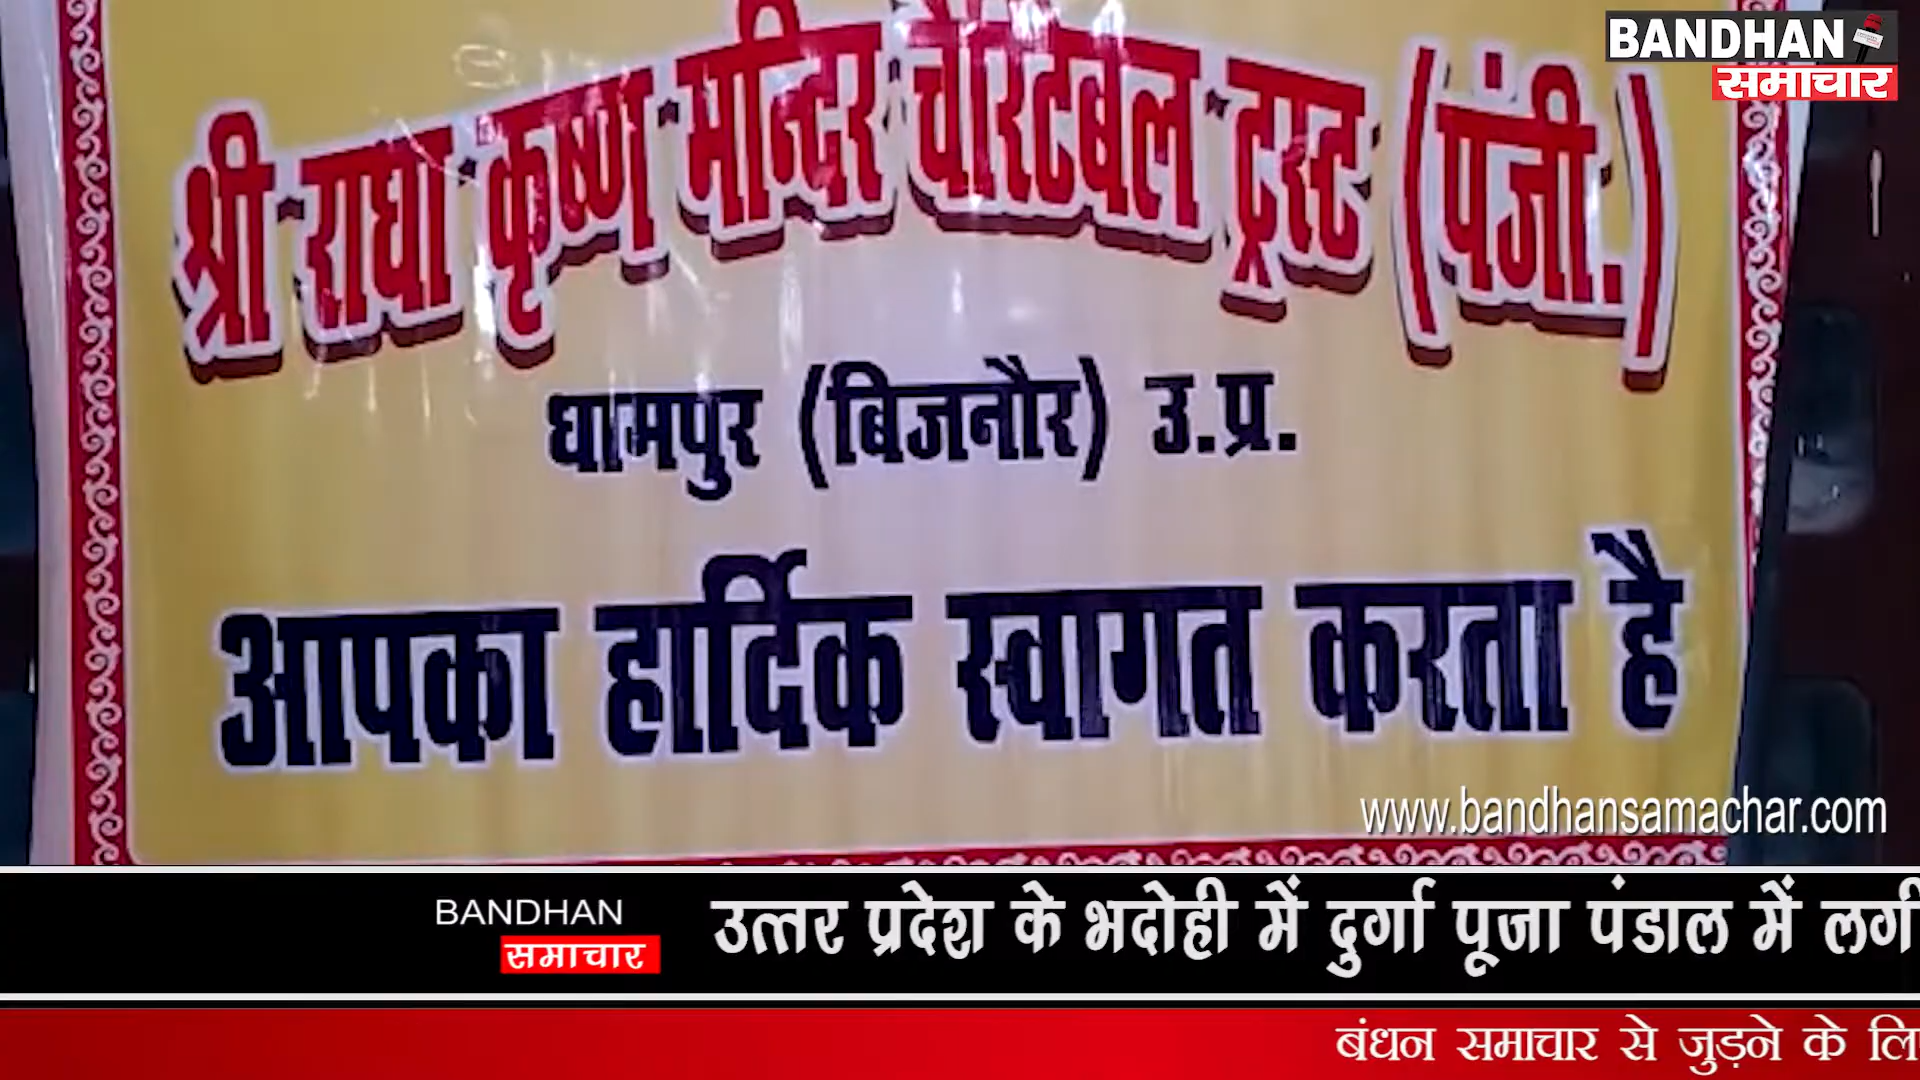 BANDHAN
समाचार
श्री राधा कृष्ण मन्दिर चैरिटेबल ट्रस्ट (पंजी.)
धामपुर (बिजनौर) उ.प्र.
आपका हार्दिक स्वागत करता है
www.bandhansamachar.com
BANDHAN
समाचार
उत्तर प्रदेश के भदोही में दुर्गा पूजा पंडाल में लगी
बंधन समाचार से जुड़ने के